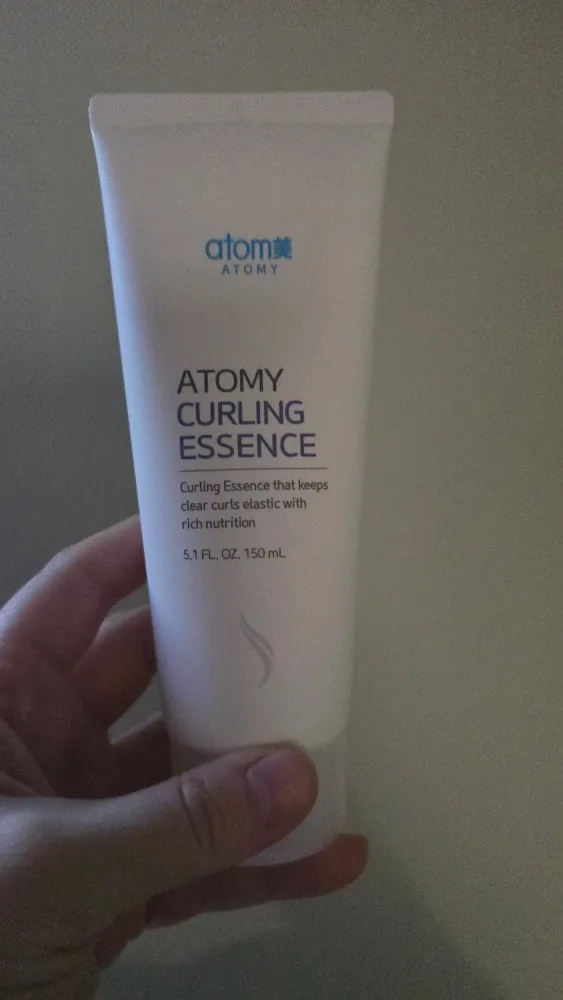 atom美
ATOMY
ATOMY
CURLING
ESSENCE
Curling Essence that keeps
clear curls elastic with
rich nutrition
5.1 FL. OZ. 150 mL